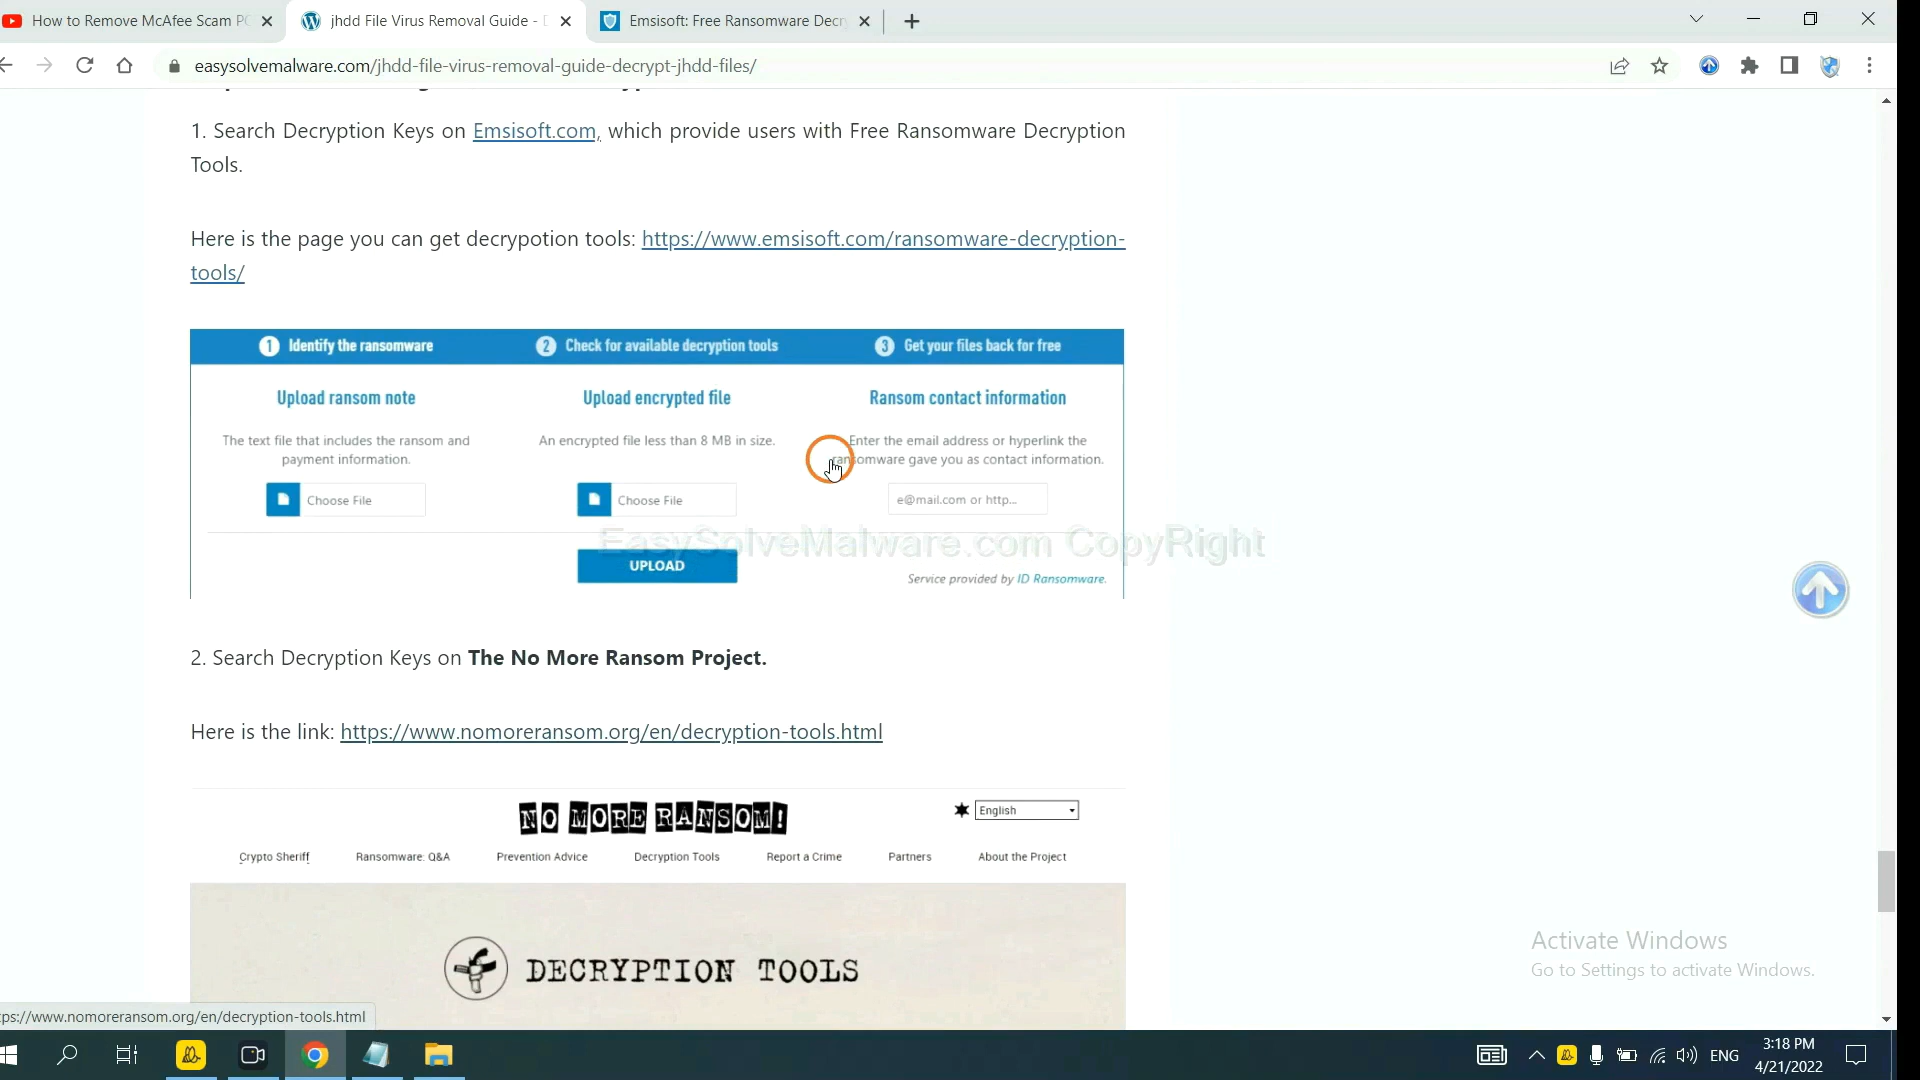 How to Remove McAfee Scam PO
jhdd File Virus Removal Guide - D
Emsisoft: Free Ransomware Decry
easysolvemalware.com/jhdd-file-virus-removal-guide-decrypt-jhdd-files/
1. Search Decryption Keys on Emsisoft.com, which provide users with Free Ransomware Decryption
Tools.
Here is the page you can get decrypotion tools: https://www.emsisoft.com/ransomware-decryption-
tools/
1 Identify the ransomware
2 Check for available decryption tools
3 Get your files back for free
Upload ransom note
Upload encrypted file
Ransom contact information
The text file that includes the ransom and
payment information.
An encrypted file less than 8 MB in size.
Enter the email address or hyperlink the
ransomware gave you as contact information.
Choose File
Choose File
e@mail.com or http...
EasySolveMalware.com CopyRight
UPLOAD
Service provided by ID Ransomware.
2. Search Decryption Keys on The No More Ransom Project.
Here is the link: https://www.nomoreransom.org/en/decryption-tools.html
NO MORE RANSOM!
English
Crypto Sheriff
Ransomware: Q&A
Prevention Advice
Decryption Tools
Report a Crime
Partners
About the Project
DECRYPTION TOOLS
Activate Windows
Go to Settings to activate Windows.
ps://www.nomoreransom.org/en/decryption-tools.html
ENG
3:18 PM
4/21/2022